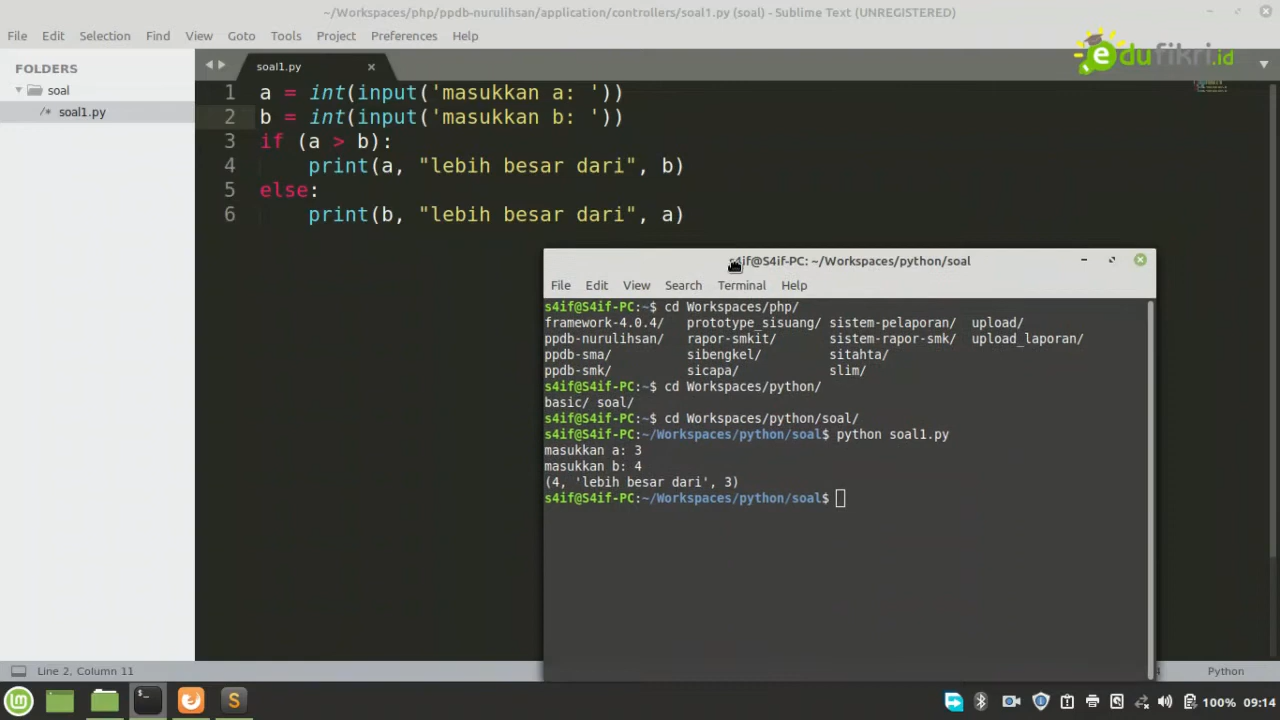 ~/Workspaces/php/ppdb-nurulihsan/application/controllers/soal1.py (soal) - Sublime Text (UNREGISTERED)
File Edit Selection Find View Goto Tools Project Preferences Help
edufikri.id
FOLDERS
soal
/* soal1.py
soal1.py ×
1 a = int(input('masukkan a: '))
2 b = int(input('masukkan b: '))
3 if (a > b):
4 print(a, "lebih besar dari", b)
5 else:
6 print(b, "lebih besar dari", a)
s4if@S4if-PC: ~/Workspaces/python/soal
File Edit View Search Terminal Help
s4if@S4if-PC:~$ cd Workspaces/php/
framework-4.0.4/ prototype_sisuang/ sistem-pelaporan/ upload/
ppdb-nurulihsan/ rapor-smkit/ sistem-rapor-smk/ upload_laporan/
ppdb-sma/ sibengkel/ sitahta/
ppdb-smk/ sicapa/ slim/
s4if@S4if-PC:~$ cd Workspaces/python/
basic/ soal/
s4if@S4if-PC:~$ cd Workspaces/python/soal/
s4if@S4if-PC:~/Workspaces/python/soal$ python soal1.py
masukkan a: 3
masukkan b: 4
(4, 'lebih besar dari', 3)
s4if@S4if-PC:~/Workspaces/python/soal$
Line 2, Column 11
4
Python
100% 09:14